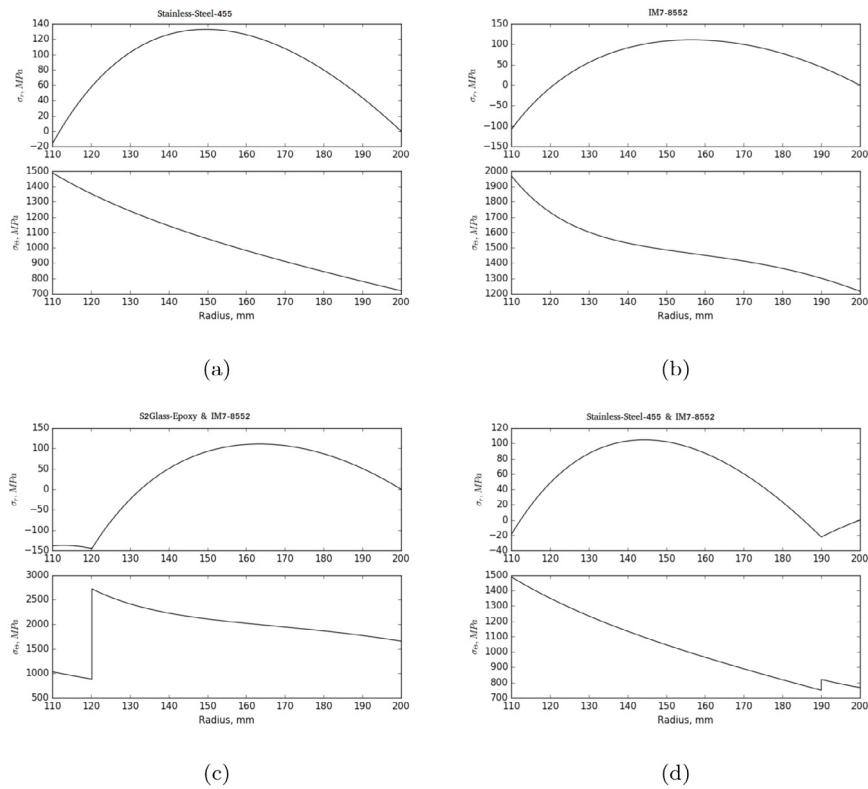 Stainless-Steel-455
140
120
100
80
60
40
20
0
−20
σr, MPa
110 120 130 140 150 160 170 180 190 200
1500
1400
1300
1200
1100
1000
900
800
700
σΘ, MPa
110 120 130 140 150 160 170 180 190 200
Radius, mm
(a)
IM7-8552
150
100
50
0
−50
−100
−150
σr, MPa
110 120 130 140 150 160 170 180 190 200
2000
1900
1800
1700
1600
1500
1400
1300
1200
σΘ, MPa
110 120 130 140 150 160 170 180 190 200
Radius, mm
(b)
S2Glass-Epoxy & IM7-8552
150
100
50
0
−50
−100
−150
σr, MPa
110 120 130 140 150 160 170 180 190 200
3000
2500
2000
1500
1000
500
σΘ, MPa
110 120 130 140 150 160 170 180 190 200
Radius, mm
(c)
Stainless-Steel-455 & IM7-8552
120
100
80
60
40
20
0
−20
−40
σr, MPa
110 120 130 140 150 160 170 180 190 200
1500
1400
1300
1200
1100
1000
900
800
700
σΘ, MPa
110 120 130 140 150 160 170 180 190 200
Radius, mm
(d)